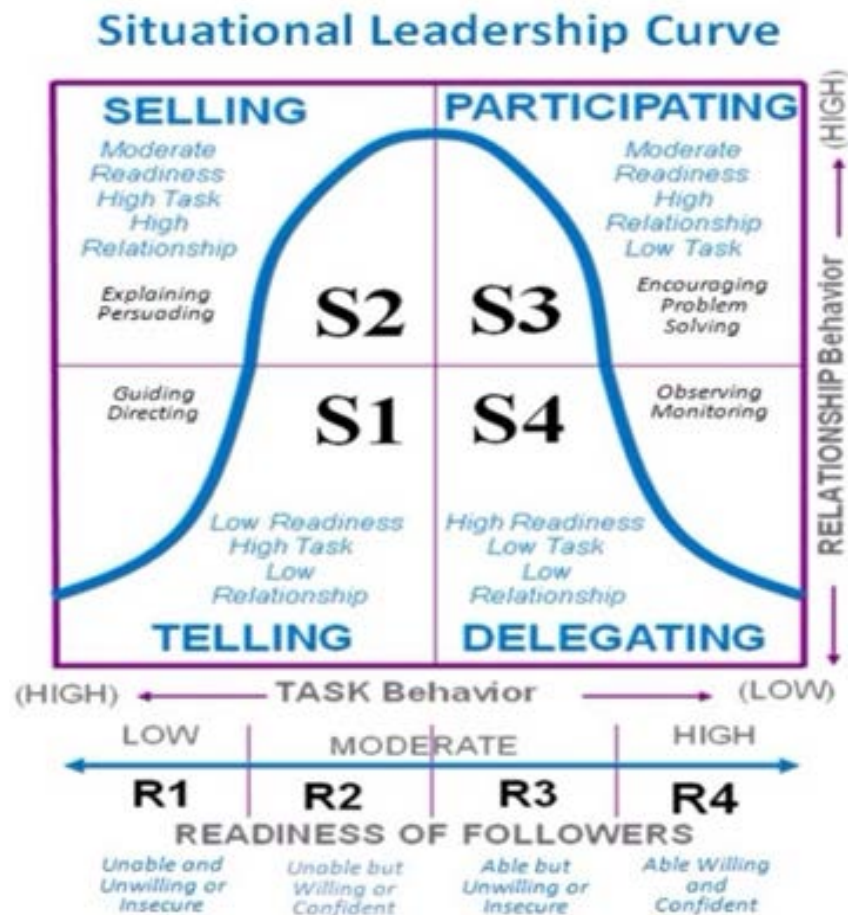 Situational Leadership Curve
SELLING
Moderate
Readiness
High Task
High
Relationship
Explaining
Persuading
S2
PARTICIPATING
Moderate
Readiness
High
Relationship
Low Task
Encouraging
Problem
Solving
S3
Guiding
Directing
S1
Low Readiness
High Task
Low
Relationship
TELLING
S4
Observing
Monitoring
High Readiness
Low Task
Low
Relationship
DELEGATING
(HIGH)
RELATIONSHIP Behavior
(LOW)
(HIGH) TASK Behavior (LOW)
LOW MODERATE HIGH
R1 R2 R3 R4
READINESS OF FOLLOWERS
Unable and
Unwilling or
Insecure
Unable but
Willing or
Confident
Able but
Unwilling or
Insecure
Able Willing
and
Confident